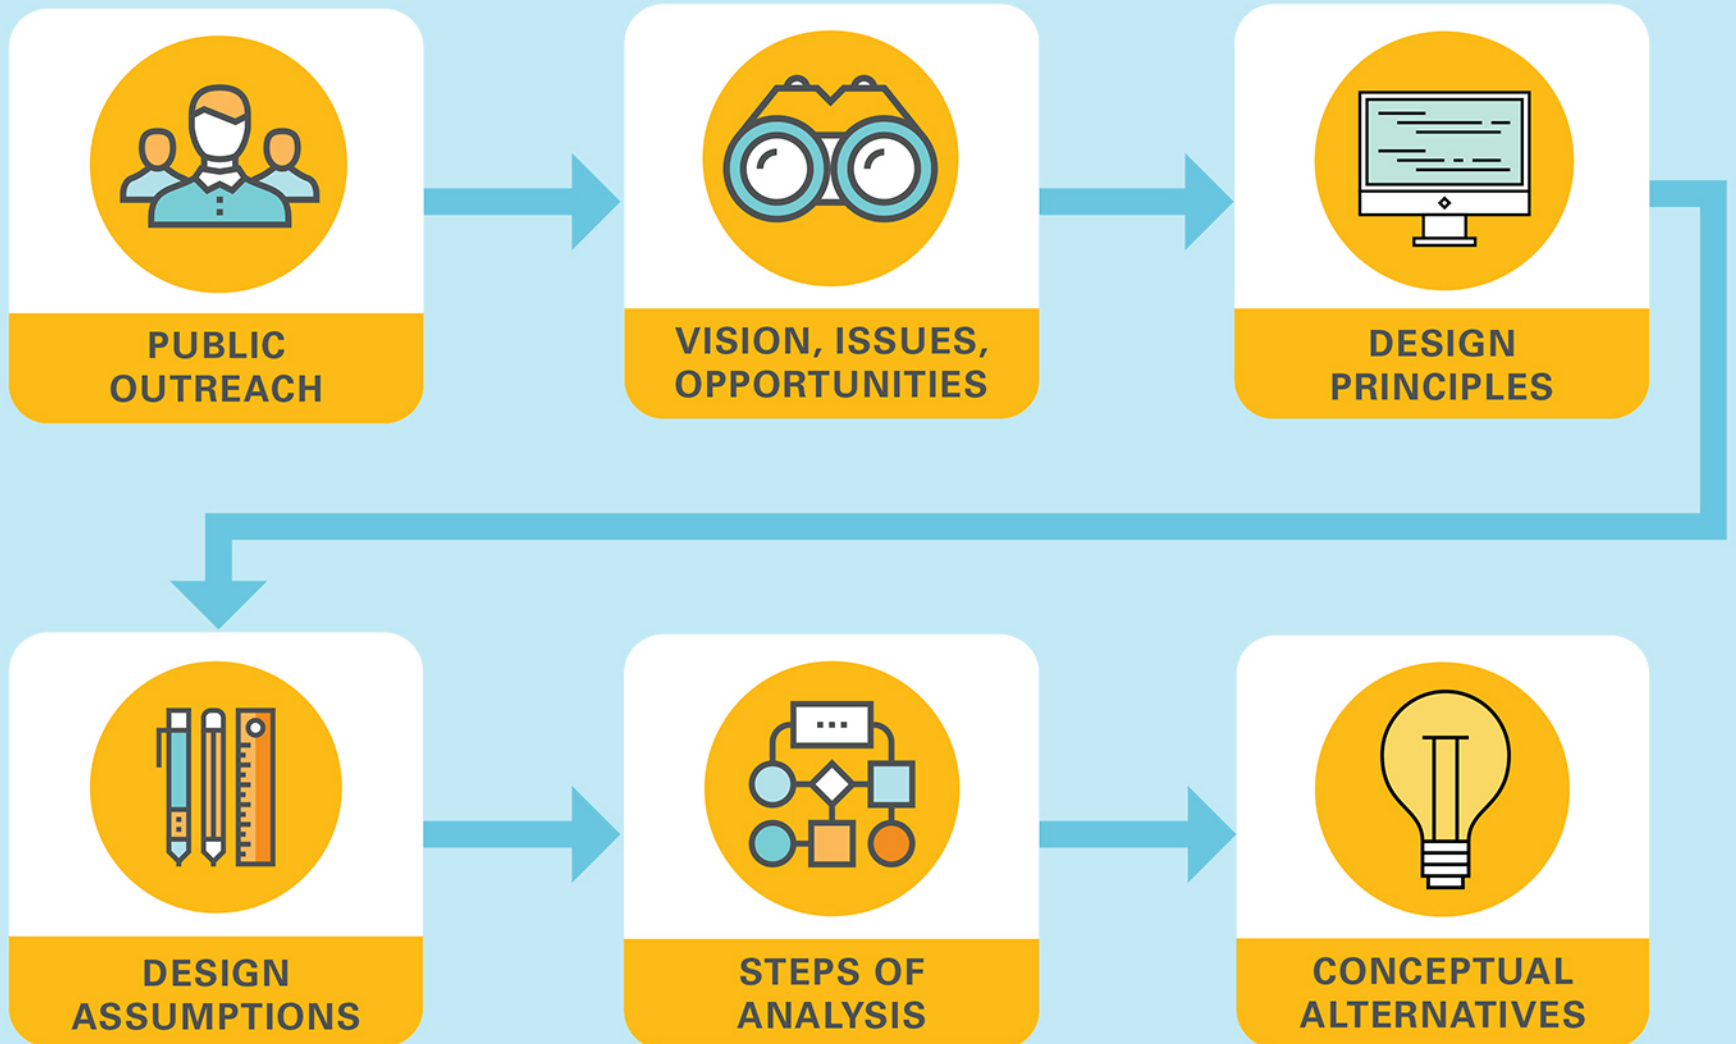 PUBLIC
OUTREACH
VISION, ISSUES,
OPPORTUNITIES
DESIGN
PRINCIPLES
DESIGN
ASSUMPTIONS
STEPS OF
ANALYSIS
CONCEPTUAL
ALTERNATIVES